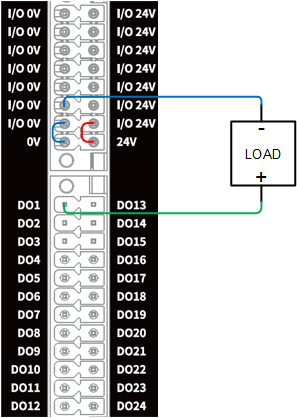 I/O 0V I/O 24V
I/O 0V I/O 24V
I/O 0V I/O 24V
I/O 0V I/O 24V
I/O 0V I/O 24V
I/O 0V I/O 24V
I/O 0V I/O 24V
0V 24V
-
LOAD
+
DO1 DO13
DO2 DO14
DO3 DO15
DO4 DO16
DO5 DO17
DO6 DO18
DO7 DO19
DO8 DO20
DO9 DO21
DO10 DO22
DO11 DO23
DO12 DO24